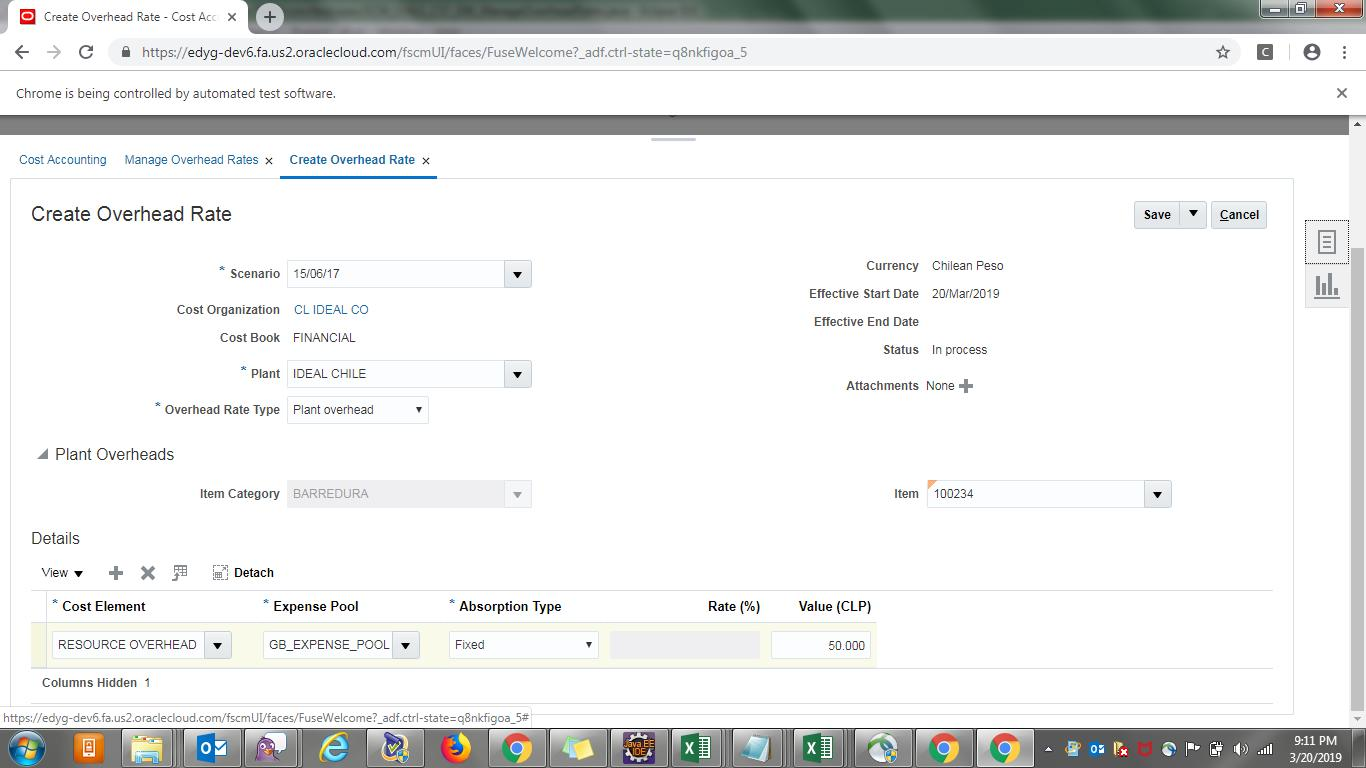 Create Overhead Rate - Cost Acc
https://edyg-dev6.fa.us2.oraclecloud.com/fscmUI/faces/FuseWelcome?_adf.ctrl-state=q8nkfigoa_5
C
Chrome is being controlled by automated test software.
Cost Accounting Manage Overhead Rates Create Overhead Rate
Create Overhead Rate
Save Cancel
* Scenario 15/06/17
Currency Chilean Peso
Effective Start Date 20/Mar/2019
Cost Organization CL IDEAL CO
Effective End Date
Cost Book FINANCIAL
Status In process
* Plant IDEAL CHILE
Attachments None
* Overhead Rate Type Plant overhead
Plant Overheads
Item Category BARREDURA
Item 100234
Details
View Detach
* Cost Element * Expense Pool * Absorption Type Rate (%) Value (CLP)
RESOURCE OVERHEAD GB_EXPENSE_POOL Fixed 50.000
Columns Hidden 1
https://edyg-dev6.fa.us2.oraclecloud.com/fscmUI/faces/FuseWelcome?_adf.ctrl-state=q8nkfigoa_5#
Java EE
IDE
9:11 PM
3/20/2019